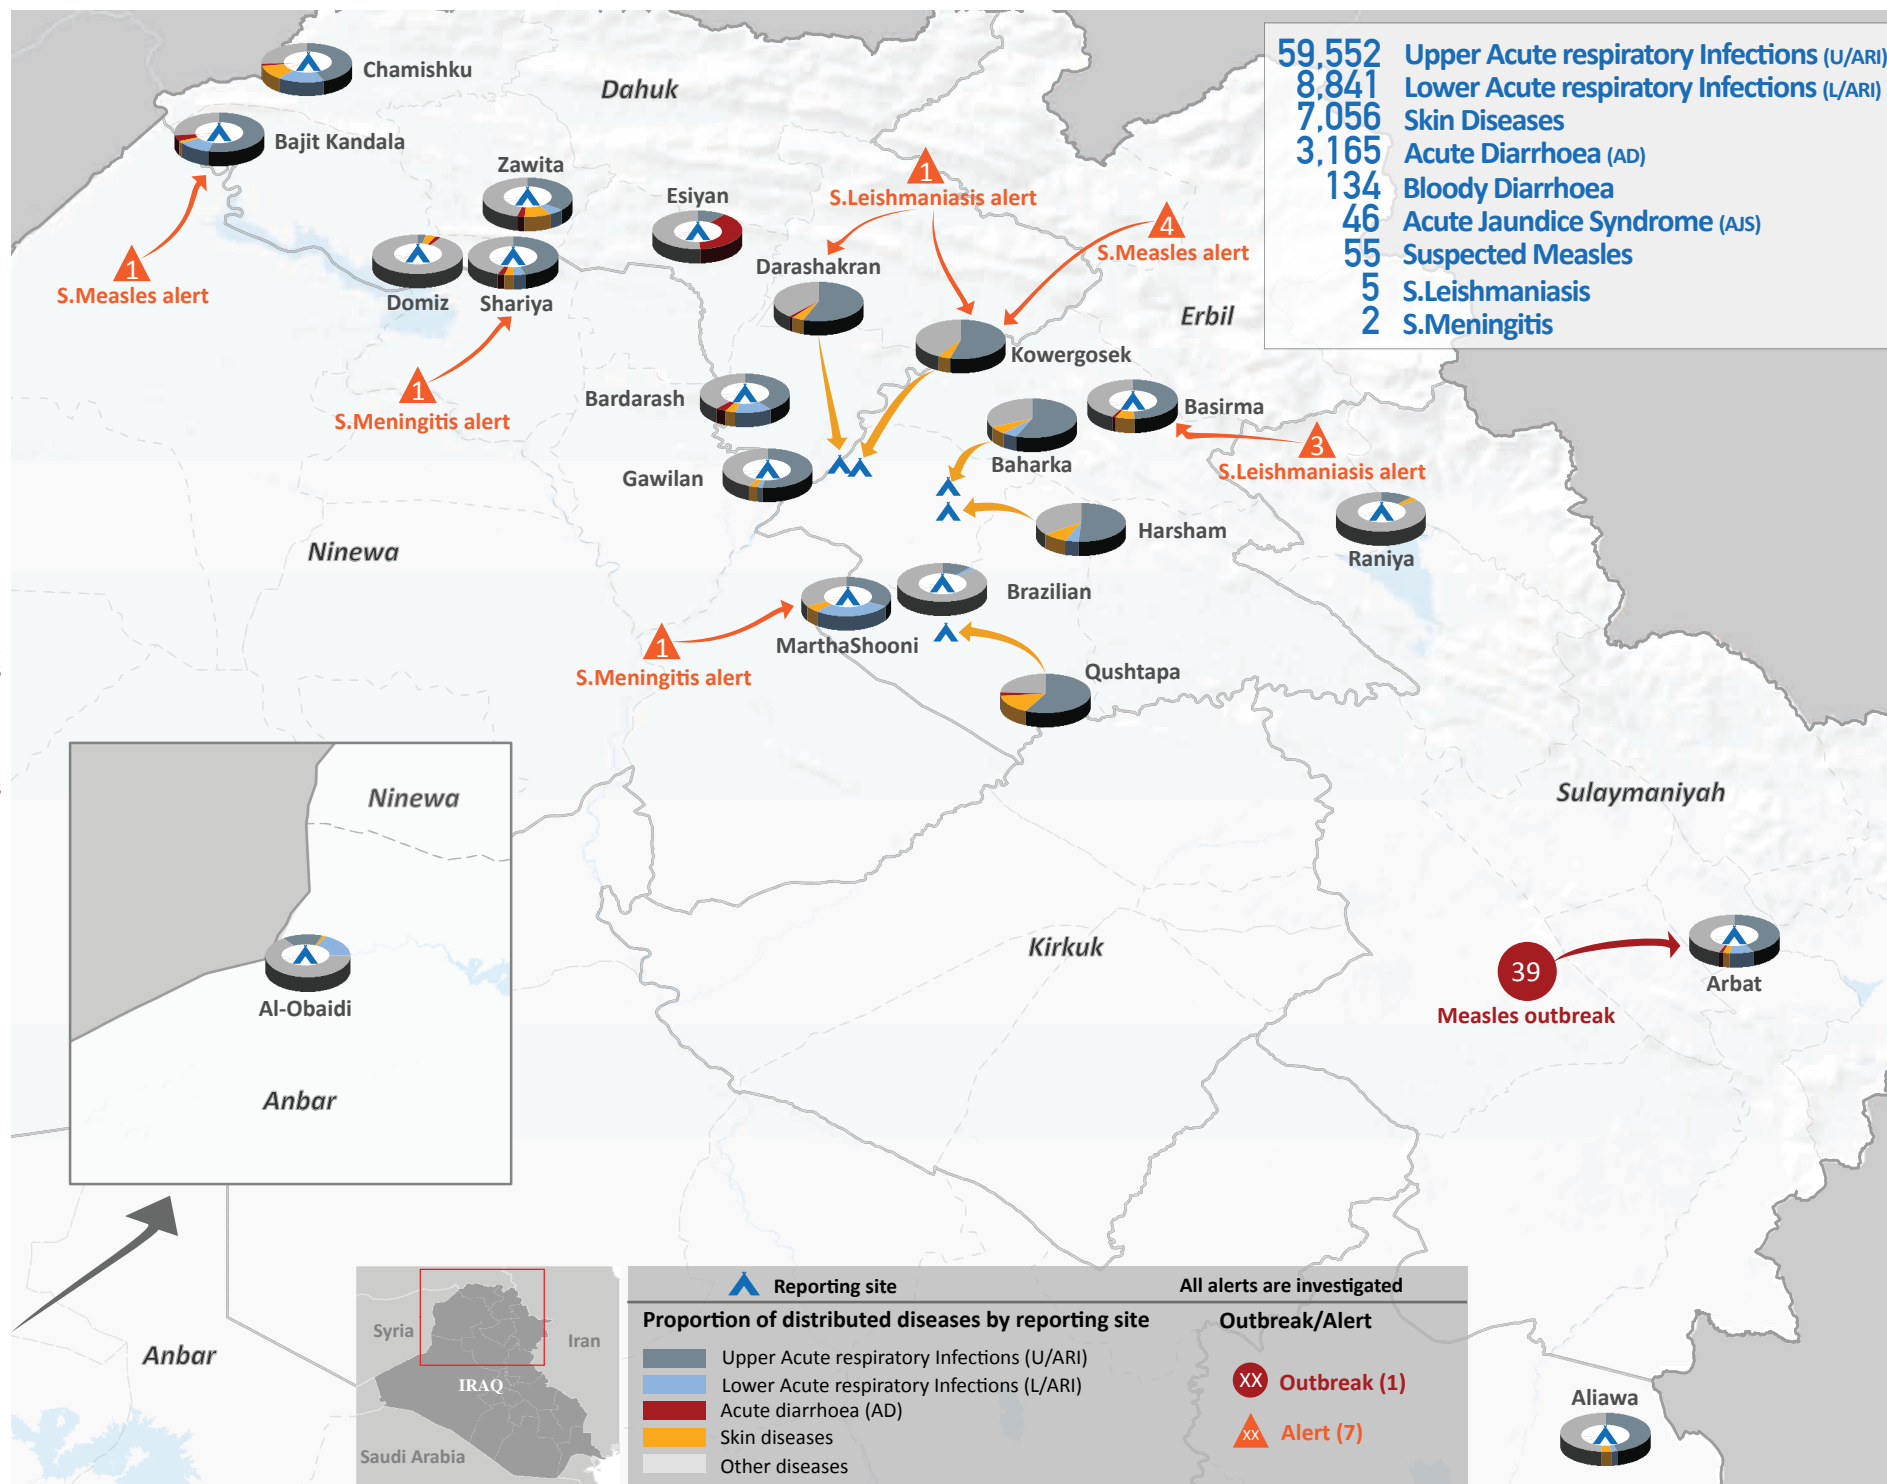 59,552 Upper Acute respiratory Infections (U/ARI)
8,841 Lower Acute respiratory Infections (L/ARI)
7,056 Skin Diseases
3,165 Acute Diarrhoea (AD)
134 Bloody Diarrhoea
46 Acute Jaundice Syndrome (AJS)
55 Suspected Measles
5 S.Leishmaniasis
2 S.Meningitis
Chamishku
Dahuk
Bajit Kandala
Zawita
Esiyan
1
S.Leishmaniasis alert
4
S.Measles alert
1
S.Measles alert
Darashakran
Domiz
Shariya
Erbil
Kowergosek
1
S.Meningitis alert
Bardarash
Basirma
3
S.Leishmaniasis alert
Baharka
Gawilan
Harsham
Raniya
Ninewa
Brazilian
MarthaShooni
1
S.Meningitis alert
Qushtapa
Ninewa
Sulaymaniyah
Kirkuk
39
Measles outbreak
Arbat
Al-Obaidi
Anbar
Anbar
Syria
Iran
IRAQ
Saudi Arabia
Reporting site
All alerts are investigated
Proportion of distributed diseases by reporting site
Upper Acute respiratory Infections (U/ARI)
Lower Acute respiratory Infections (L/ARI)
Acute diarrhoea (AD)
Skin diseases
Other diseases
Outbreak/Alert
XX Outbreak (1)
XX Alert (7)
Aliawa